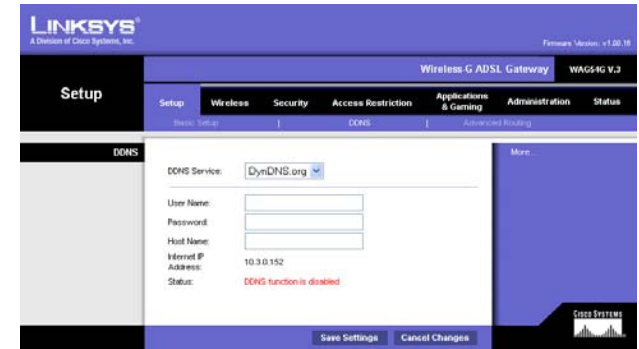 LINKSYS®
A Division of Cisco Systems, Inc.
Firmware Version: v1.00.16
Wireless-G ADSL Gateway WAG54G V.3
Setup
Setup Wireless Security Access Restriction Applications & Gaming Administration Status
Basic Setup | DDNS | Advanced Routing
DDNS
More...
DDNS Service: DynDNS.org
User Name:
Password:
Host Name:
Internet IP Address: 10.3.0.152
Status: DDNS function is disabled
CISCO SYSTEMS
Save Settings Cancel Changes